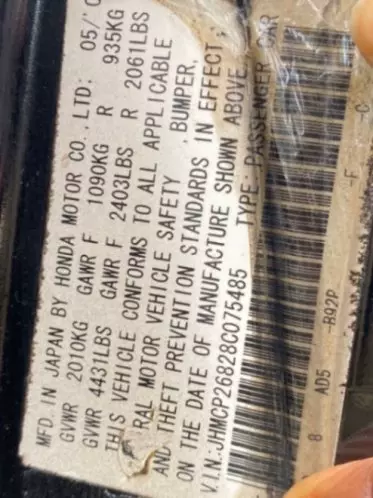 MFD. IN JAPAN BY HONDA MOTOR CO., LTD: 05/
GVWR 2010KG GAWR F 1090KG R 935KG
GVWR 4431LBS GAWR F 2403LBS R 2061LBS
THIS VEHICLE CONFORMS TO ALL APPLICABLE
RAL MOTOR VEHICLE SAFETY , BUMPER,
AND THEFT PREVENTION STANDARDS IN EFFECT
ON THE DATE OF MANUFACTURE SHOWN ABOVE.
V.I.N.:JHMCP26828C075485 TYPE: PASSENGER CAR
8 AD5 -B92P -F -C